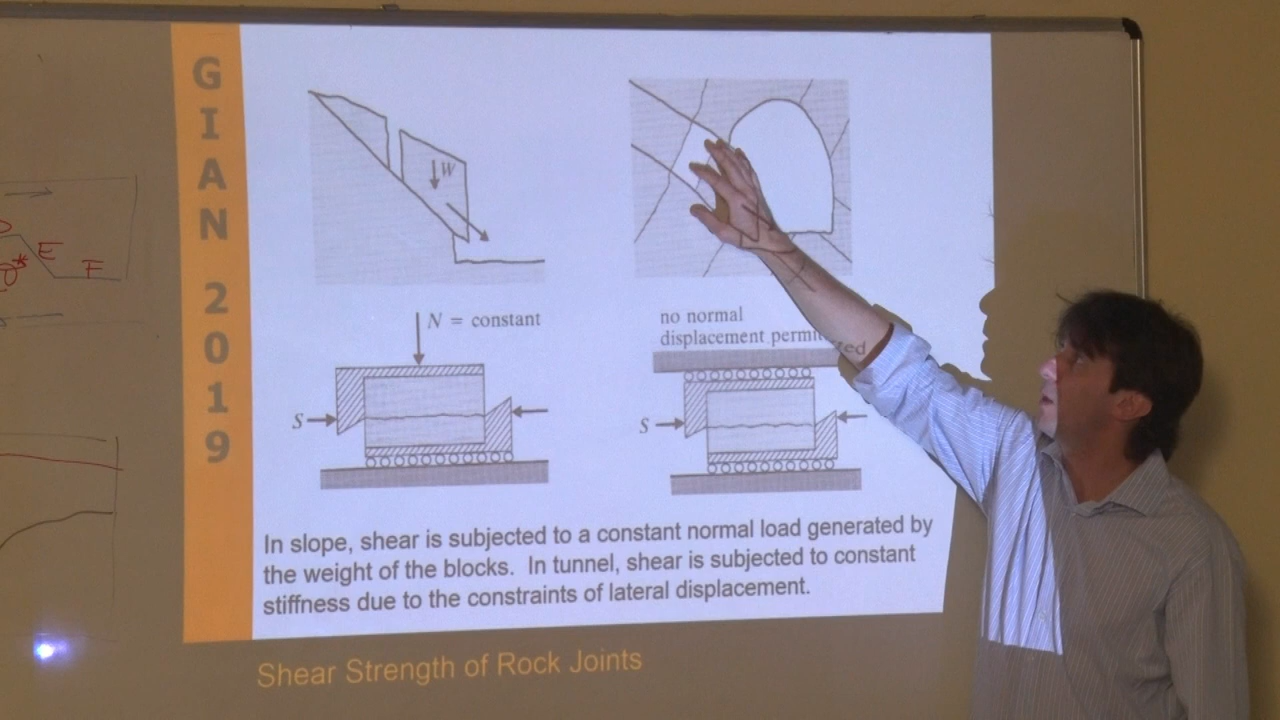 GIAN 2019
W
N = constant
S
no normal
displacement permitted
S
In slope, shear is subjected to a constant normal load generated by
the weight of the blocks. In tunnel, shear is subjected to constant
stiffness due to the constraints of lateral displacement.
Shear Strength of Rock Joints
E
F